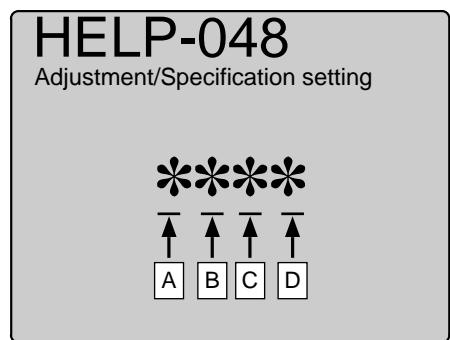 HELP-048
Adjustment/Specification setting
****
A B C D